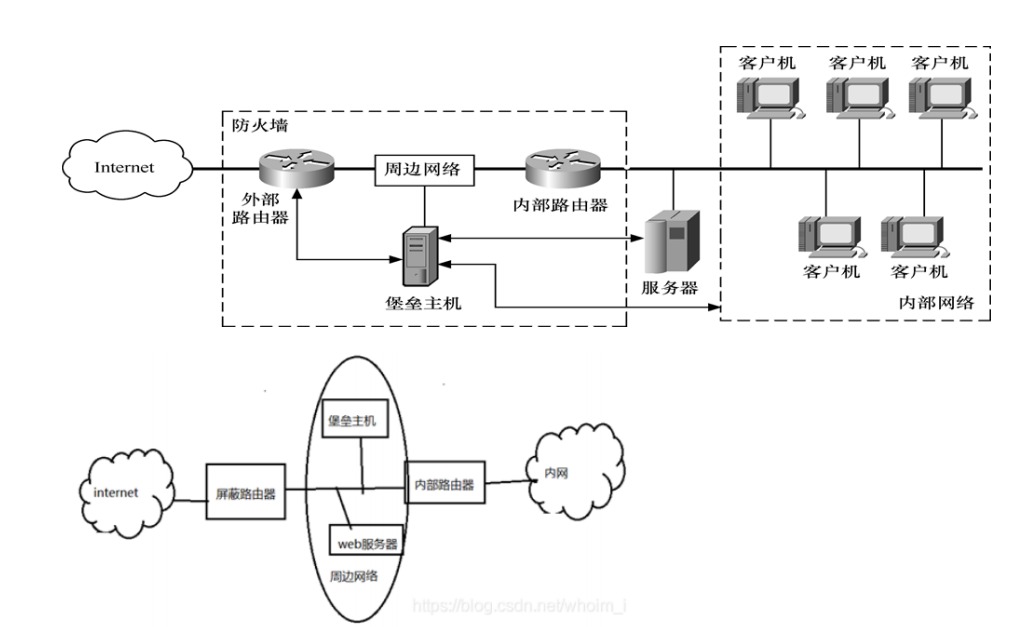 客户机 客户机 客户机
防火墙
Internet
周边网络
外部
路由器
内部路由器
堡垒主机
服务器
客户机 客户机
内部网络
堡垒主机
internet
屏蔽路由器
内部路由器
内网
web服务器
周边网络
https://blog.csdn.net/whoim_i